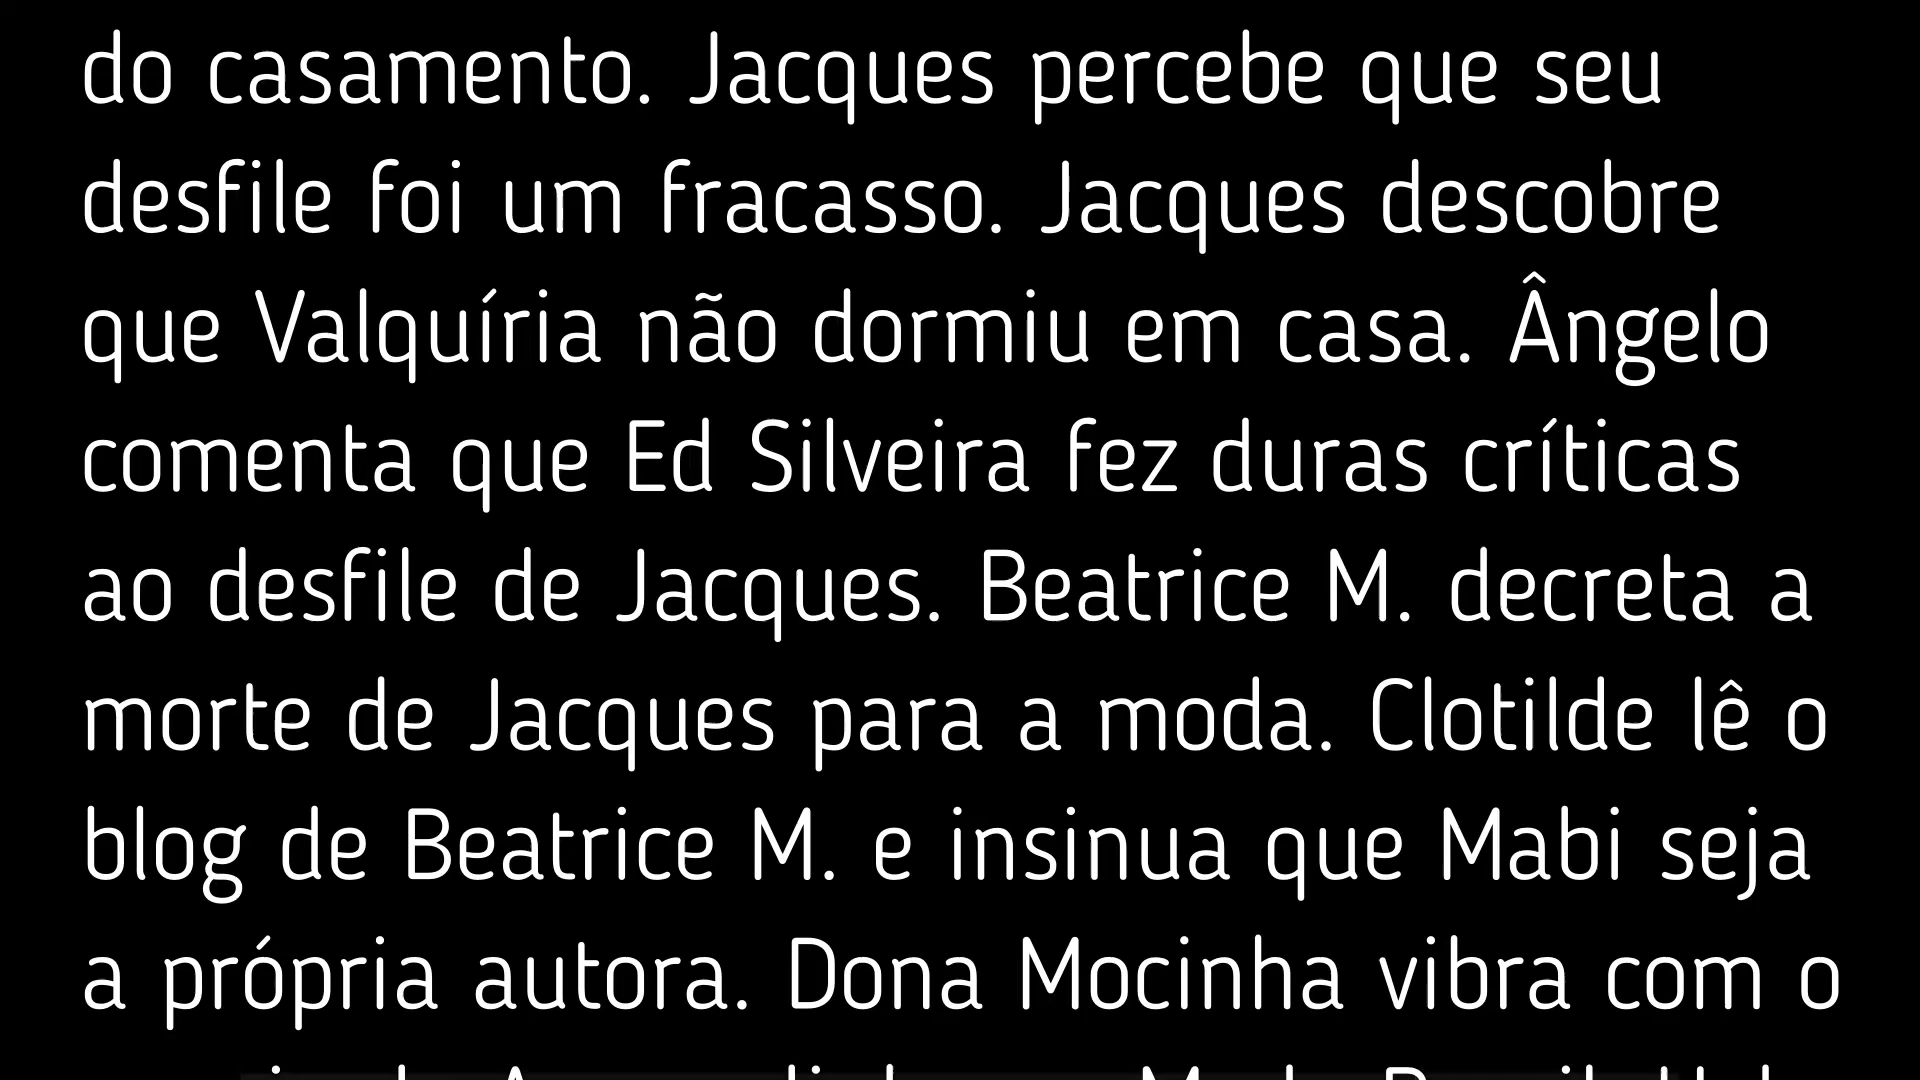 do casamento. Jacques percebe que seu
desfile foi um fracasso. Jacques descobre
que Valquíria não dormiu em casa. Ângelo
comenta que Ed Silveira fez duras críticas
ao desfile de Jacques. Beatrice M. decreta a
morte de Jacques para a moda. Clotilde lê o
blog de Beatrice M. e insinua que Mabi seja
a própria autora. Dona Mocinha vibra com o